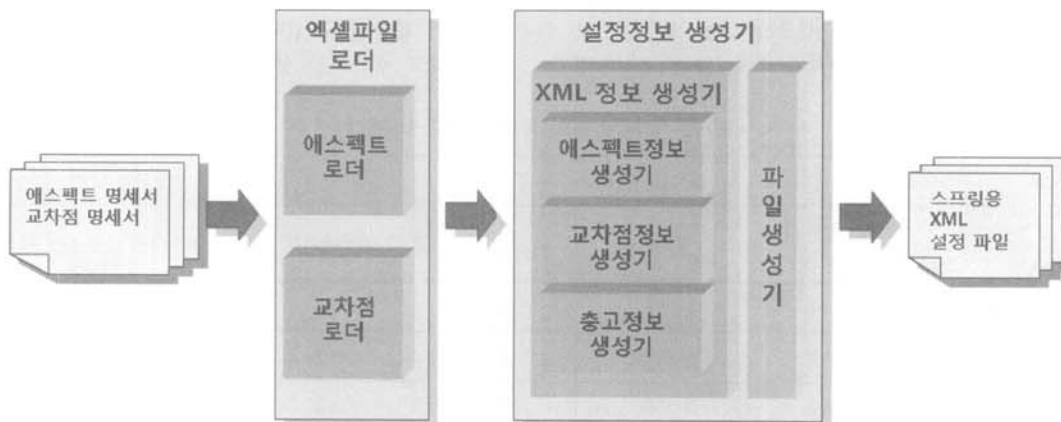 애스펙트 명세서
교차점 명세서
엑셀파일
로더
애스펙트
로더
교차점
로더
설정정보 생성기
XML 정보 생성기
애스펙트정보
생성기
교차점정보
생성기
충고정보
생성기
파일생성기
스프링용
XML
설정 파일